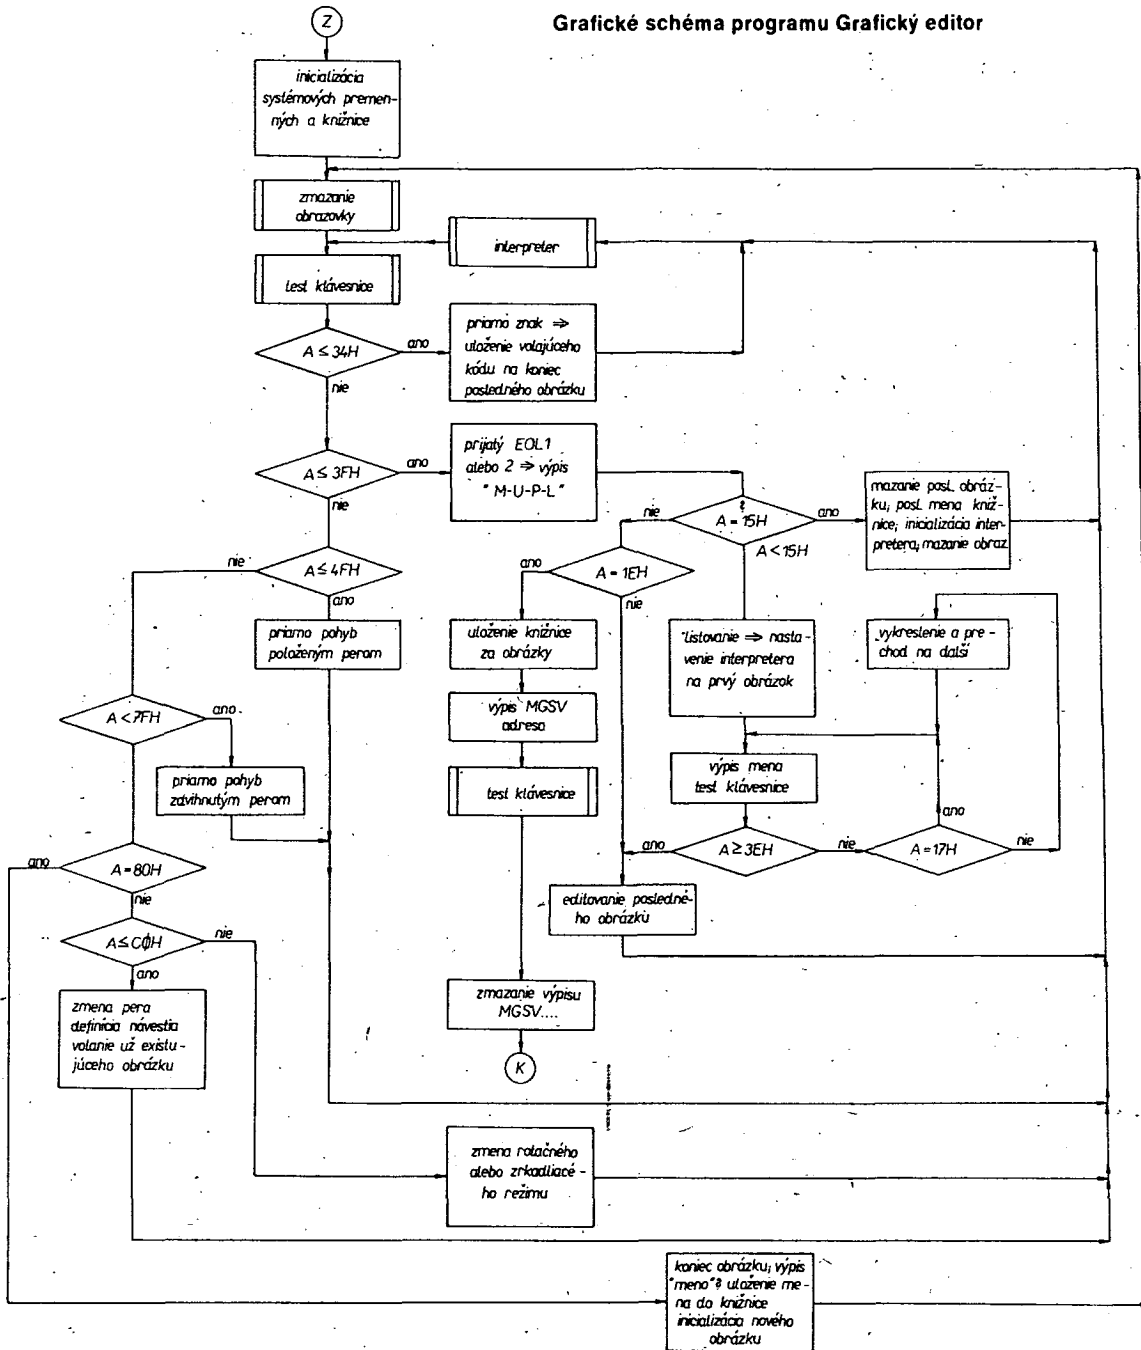 Grafické schéma programu Grafický editor
Z
inicializácia
systémových premen-
ných a knižnice
zmazanie
obrazovky
interpreter
test klávesnice
A ≤ 34H
ano
nie
priamo znak ⇒
uloženie volajúceho
kódu na koniec
posledného obrázku
A ≤ 3FH
ano
nie
prijatý EOL1
alebo 2 ⇒ výpis
" M-U-P-L"
?
A = 15H
nie
ano
A < 15H
mazanie posl. obráz-
ku; posl. mena kniž-
nice; inicializácia inter-
pretera; mazanie obraz.
A ≤ 4FH
nie
ano
A = 1EH
ano
nie
priamo pohyb
položeným perom
uloženie knižnice
za obrázky
listovanie ⇒ nasta-
venie interpretera
na prvý obrázok
vykreslenie a pre-
chod na další
A < 7FH
ano
výpis MGSV
adresa
priamo pohyb
zdvihnutým perom
test klávesnice
výpis mena
test klávesnice
A ≥ 3EH
ano
nie
A = 17H
ano
nie
A = 80H
ano
nie
editovanie posledné-
ho obrázku
A ≤ CØH
nie
ano
zmena pera
definícia návestia
volanie už existu-
júceho obrázku
zmazanie výpisu
MGSV....
K
zmena rotačného
alebo zrkadliacé-
ho režimu
koniec obrázku; výpis
"meno"? uloženie me-
na do knižnice
inicializácia nového
obrázku